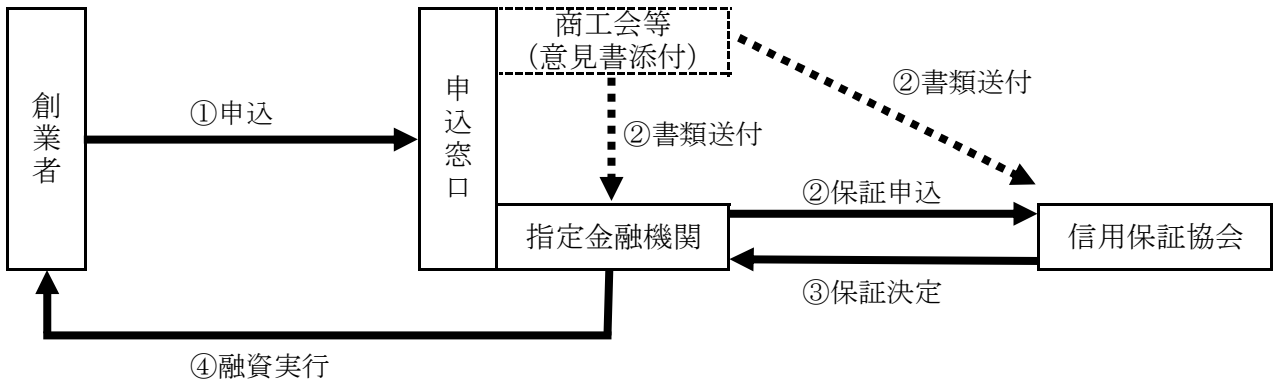 商工会等
(意見書添付)
②書類送付
創業者
①申込
申込窓口
②書類送付
②保証申込
指定金融機関
信用保証協会
③保証決定
④融資実行